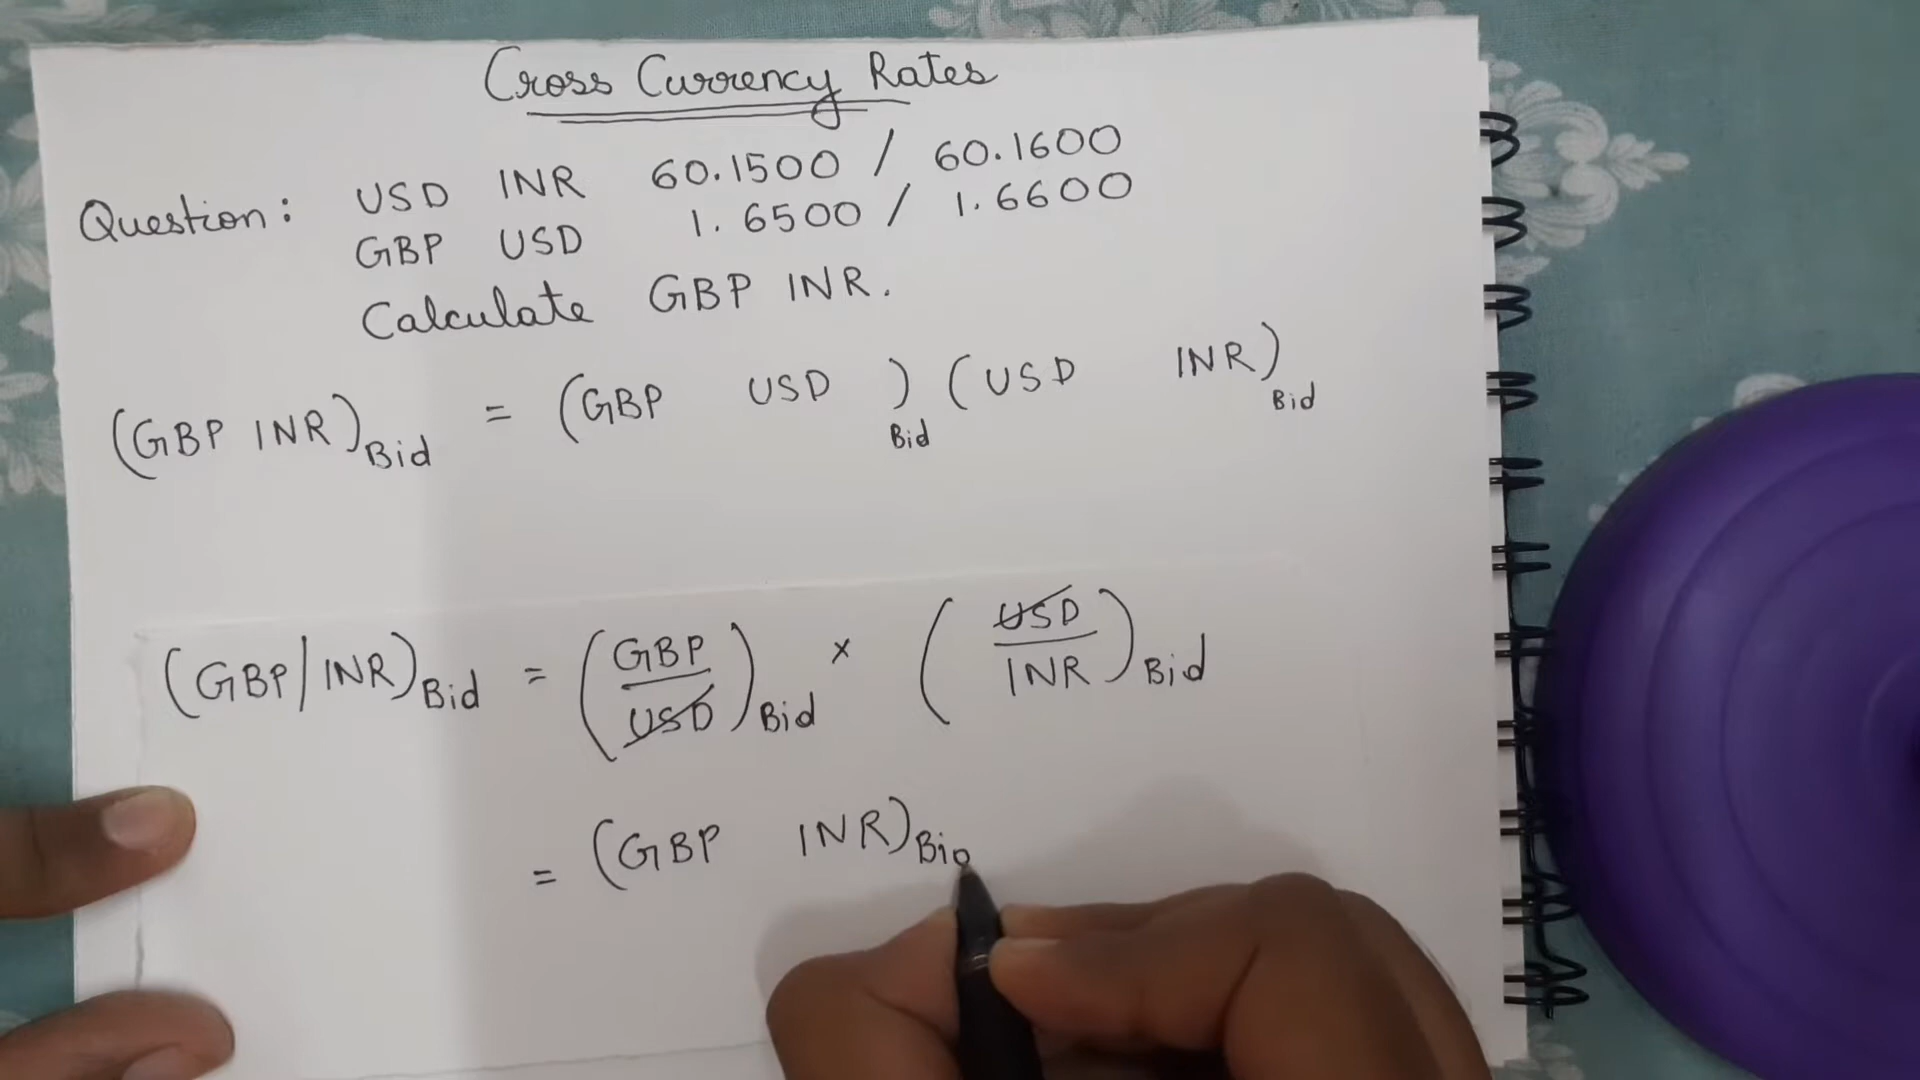 Cross Currency Rates
Question: USD INR 60.1500 / 60.1600
GBP USD 1.6500 / 1.6600
Calculate GBP INR.
(GBP INR)Bid = (GBP USD)Bid (USD INR)Bid
(GBP/INR)Bid = (GBP/USD)Bid × (USD/INR)Bid
= (GBP INR)Bid